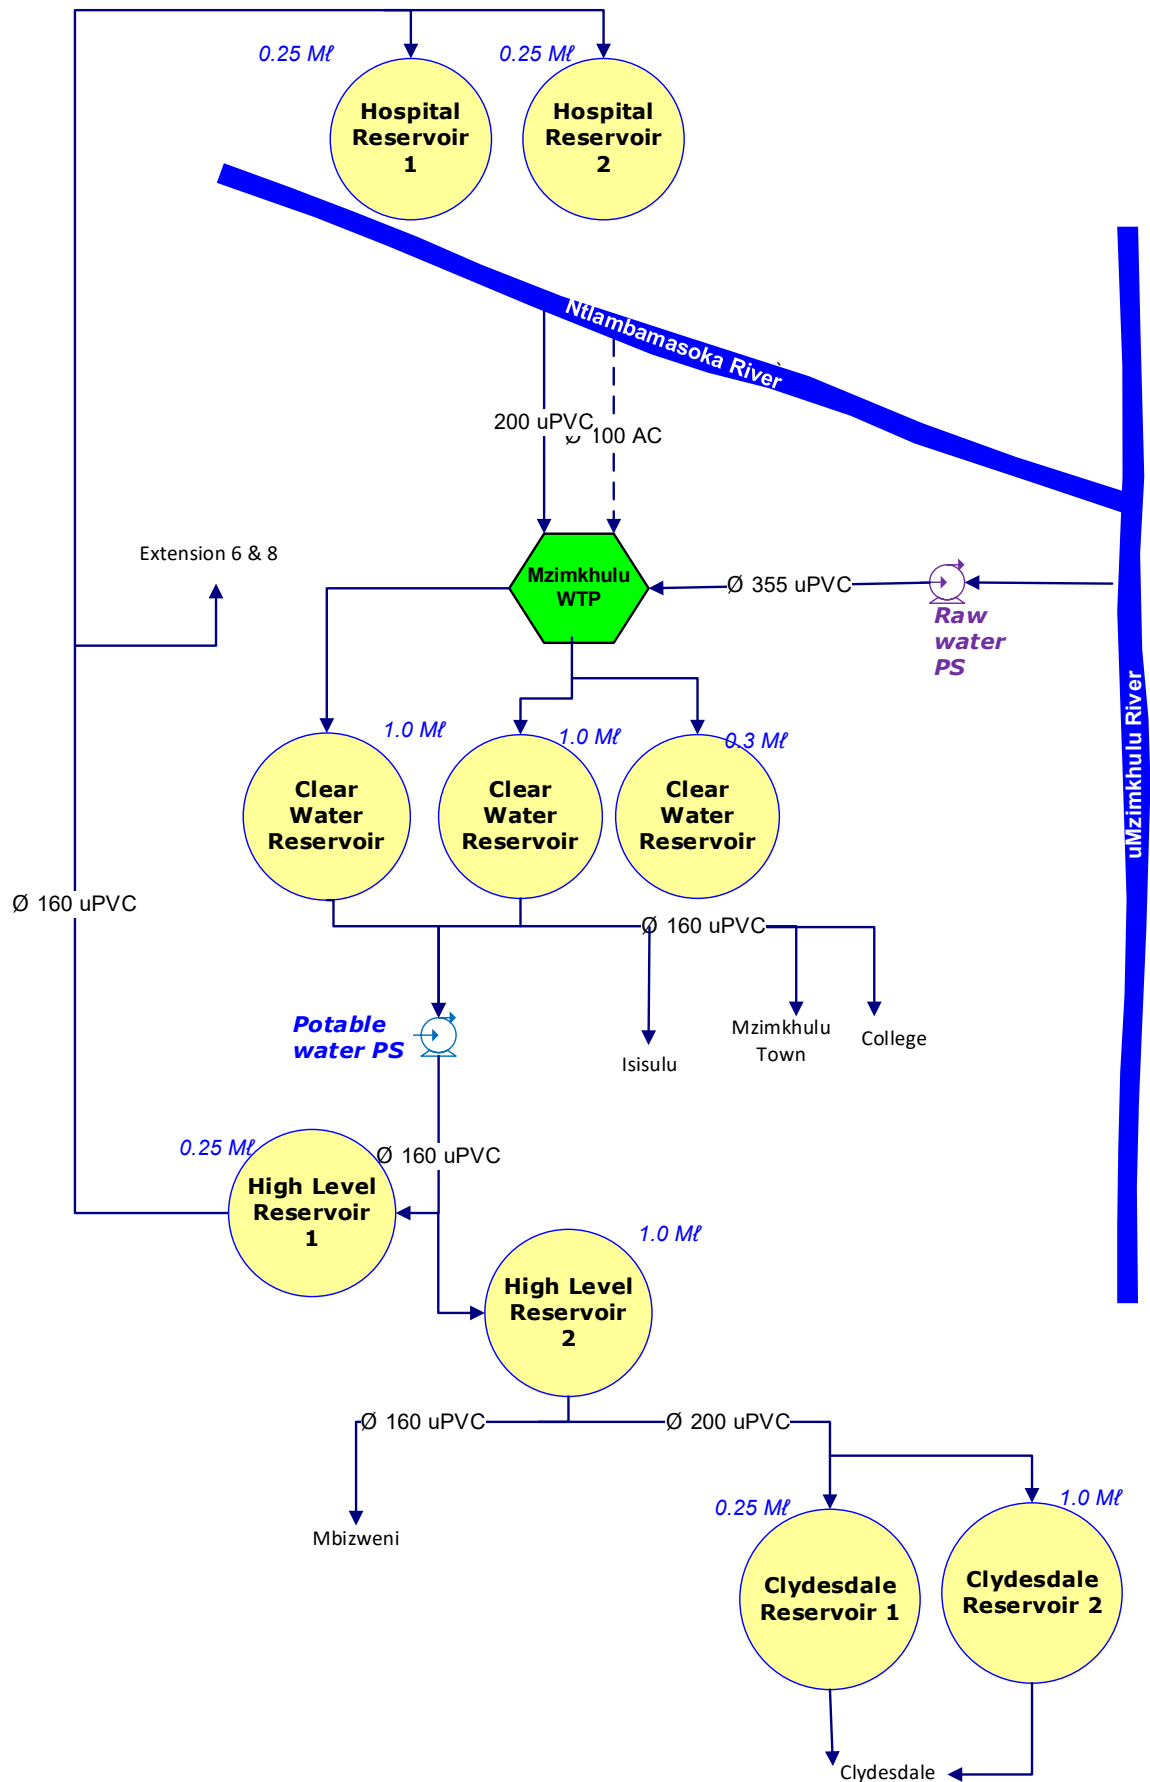 0.25 Mℓ
0.25 Mℓ
Hospital
Reservoir
1
Hospital
Reservoir
2
Ntlambamasoka River
200 uPVC
Ø 100 AC
Extension 6 & 8
Mzimkhulu
WTP
Ø 355 uPVC
Raw
water
PS
uMzimkhulu River
1.0 Mℓ
1.0 Mℓ
0.3 Mℓ
Clear
Water
Reservoir
Clear
Water
Reservoir
Clear
Water
Reservoir
Ø 160 uPVC
Ø 160 uPVC
Potable
water PS
Isisulu
Mzimkhulu
Town
College
0.25 Mℓ
Ø 160 uPVC
High Level
Reservoir
1
1.0 Mℓ
High Level
Reservoir
2
Ø 160 uPVC
Ø 200 uPVC
Mbizweni
0.25 Mℓ
1.0 Mℓ
Clydesdale
Reservoir 1
Clydesdale
Reservoir 2
Clydesdale